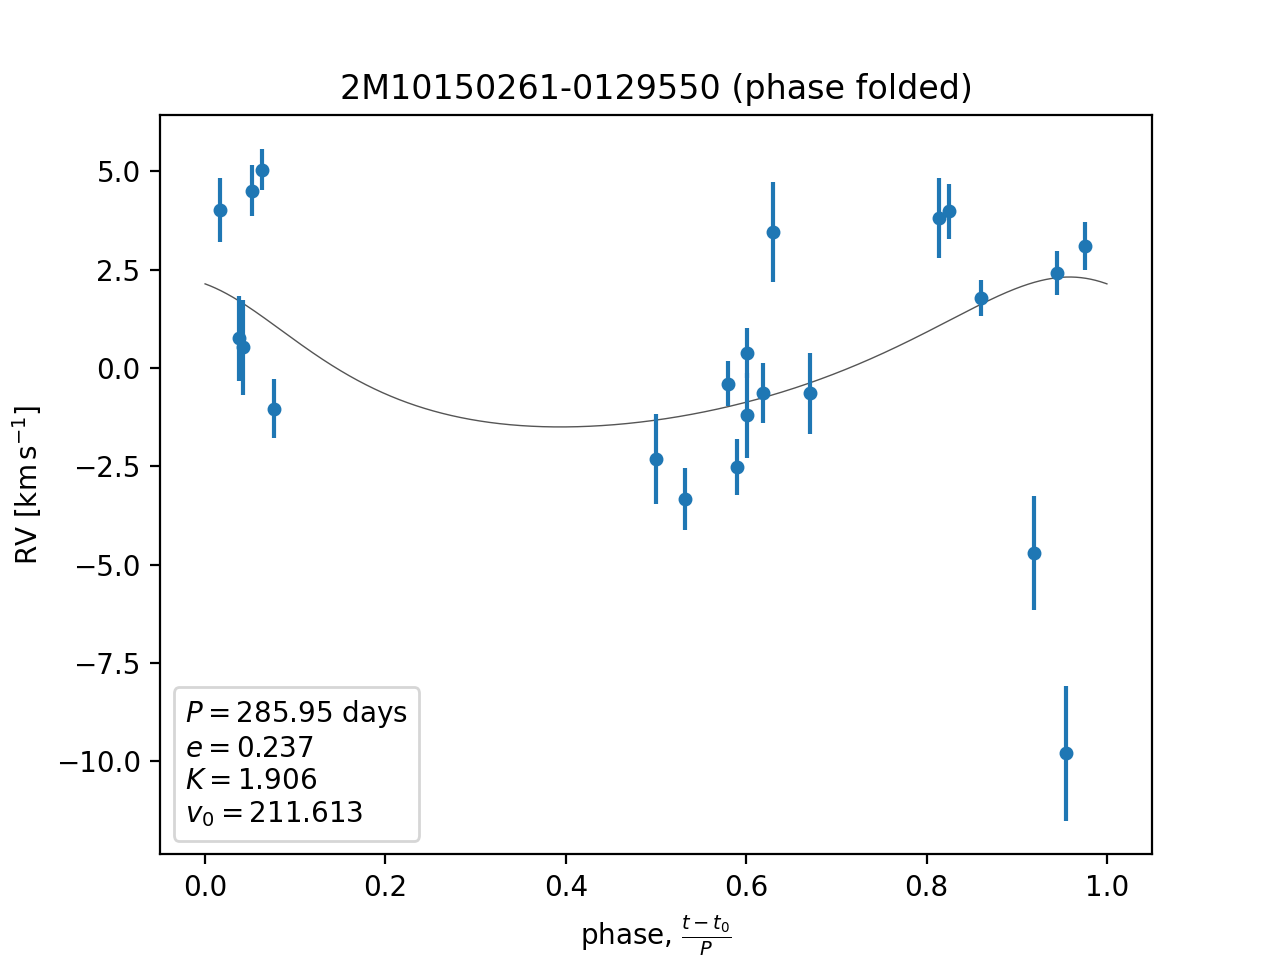 2M10150261-0129550 (phase folded)
RV [km s⁻¹]
5.0
2.5
0.0
−2.5
−5.0
−7.5
−10.0
P = 285.95 days
e = 0.237
K = 1.906
v₀ = 211.613
0.0 0.2 0.4 0.6 0.8 1.0
phase, (t − t₀)/P